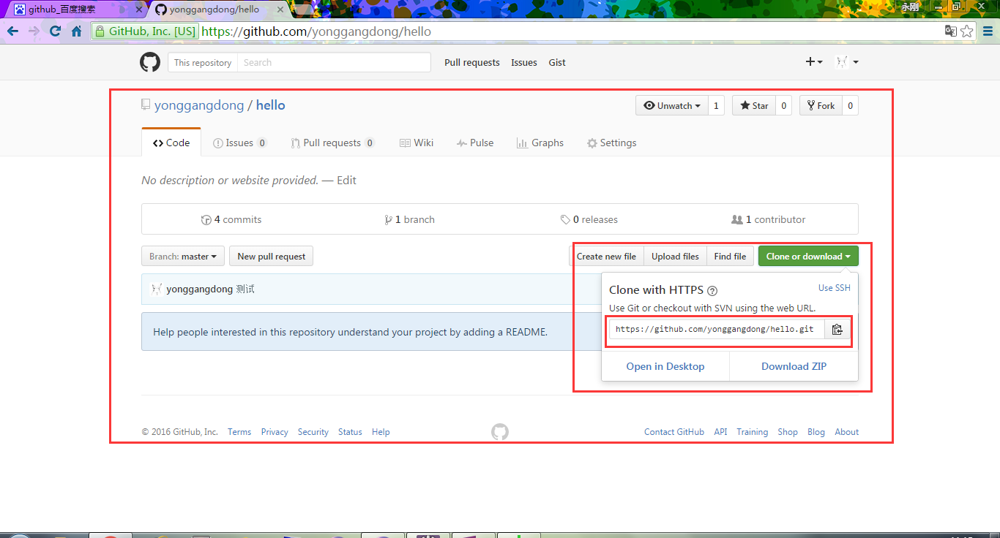 github_百度搜索
yonggangdong/hello
永刚
GitHub, Inc. [US] https://github.com/yonggangdong/hello
This repository Search Pull requests Issues Gist
yonggangdong / hello
Unwatch 1 Star 0 Fork 0
Code Issues 0 Pull requests 0 Wiki Pulse Graphs Settings
No description or website provided. — Edit
4 commits 1 branch 0 releases 1 contributor
Branch: master New pull request Create new file Upload files Find file Clone or download
yonggangdong 测试
Clone with HTTPS Use SSH
Use Git or checkout with SVN using the web URL.
https://github.com/yonggangdong/hello.git
Help people interested in this repository understand your project by adding a README.
Open in Desktop Download ZIP
© 2016 GitHub, Inc. Terms Privacy Security Status Help
Contact GitHub API Training Shop Blog About